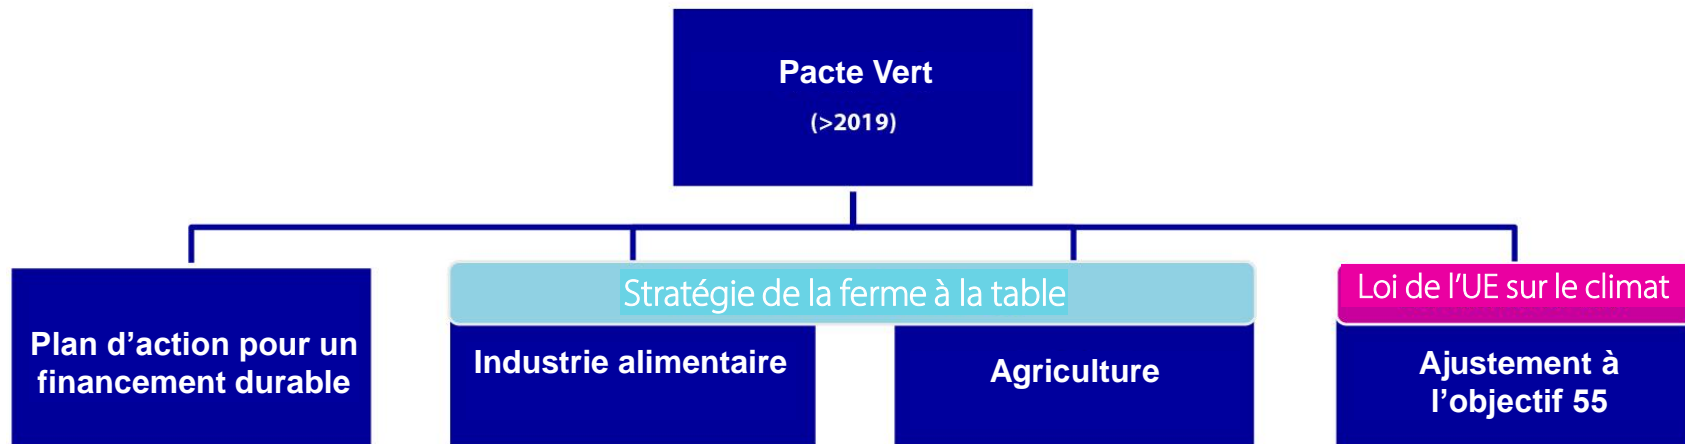 Pacte Vert
(>2019)
Plan d’action pour un
financement durable
Stratégie de la ferme à la table
Industrie alimentaire
Agriculture
Loi de l’UE sur le climat
Ajustement à
l’objectif 55